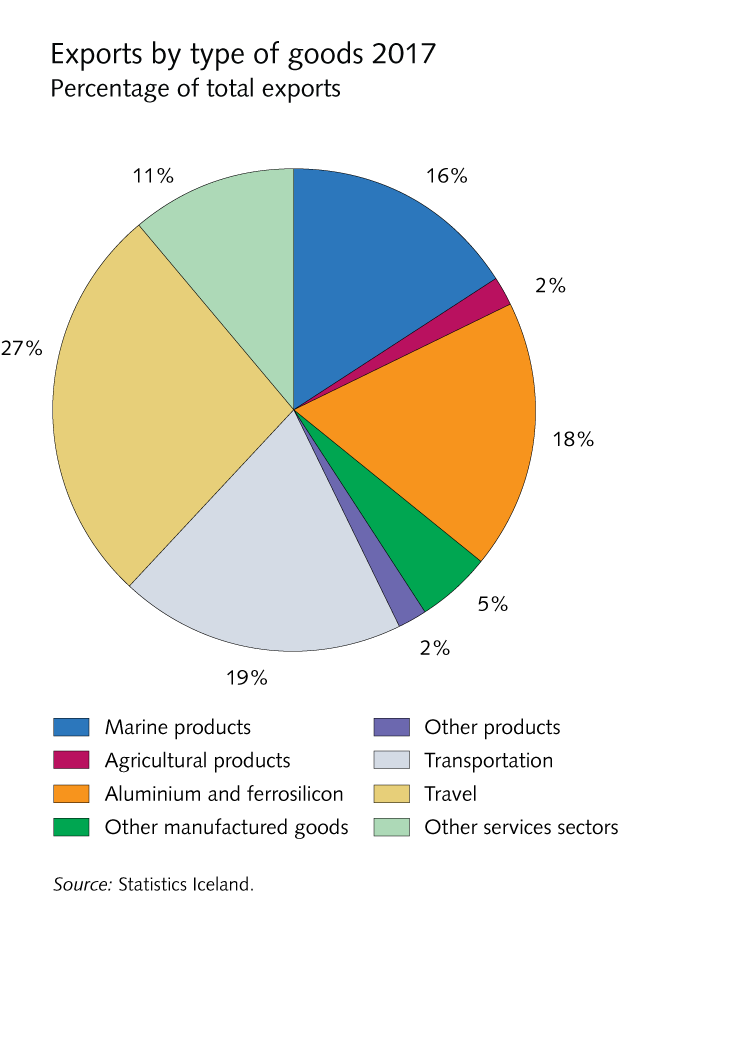 Exports by type of goods 2017
Percentage of total exports
11%
16%
2%
27%
18%
5%
2%
19%
Marine products
Agricultural products
Aluminium and ferrosilicon
Other manufactured goods
Other products
Transportation
Travel
Other services sectors
Source: Statistics Iceland.